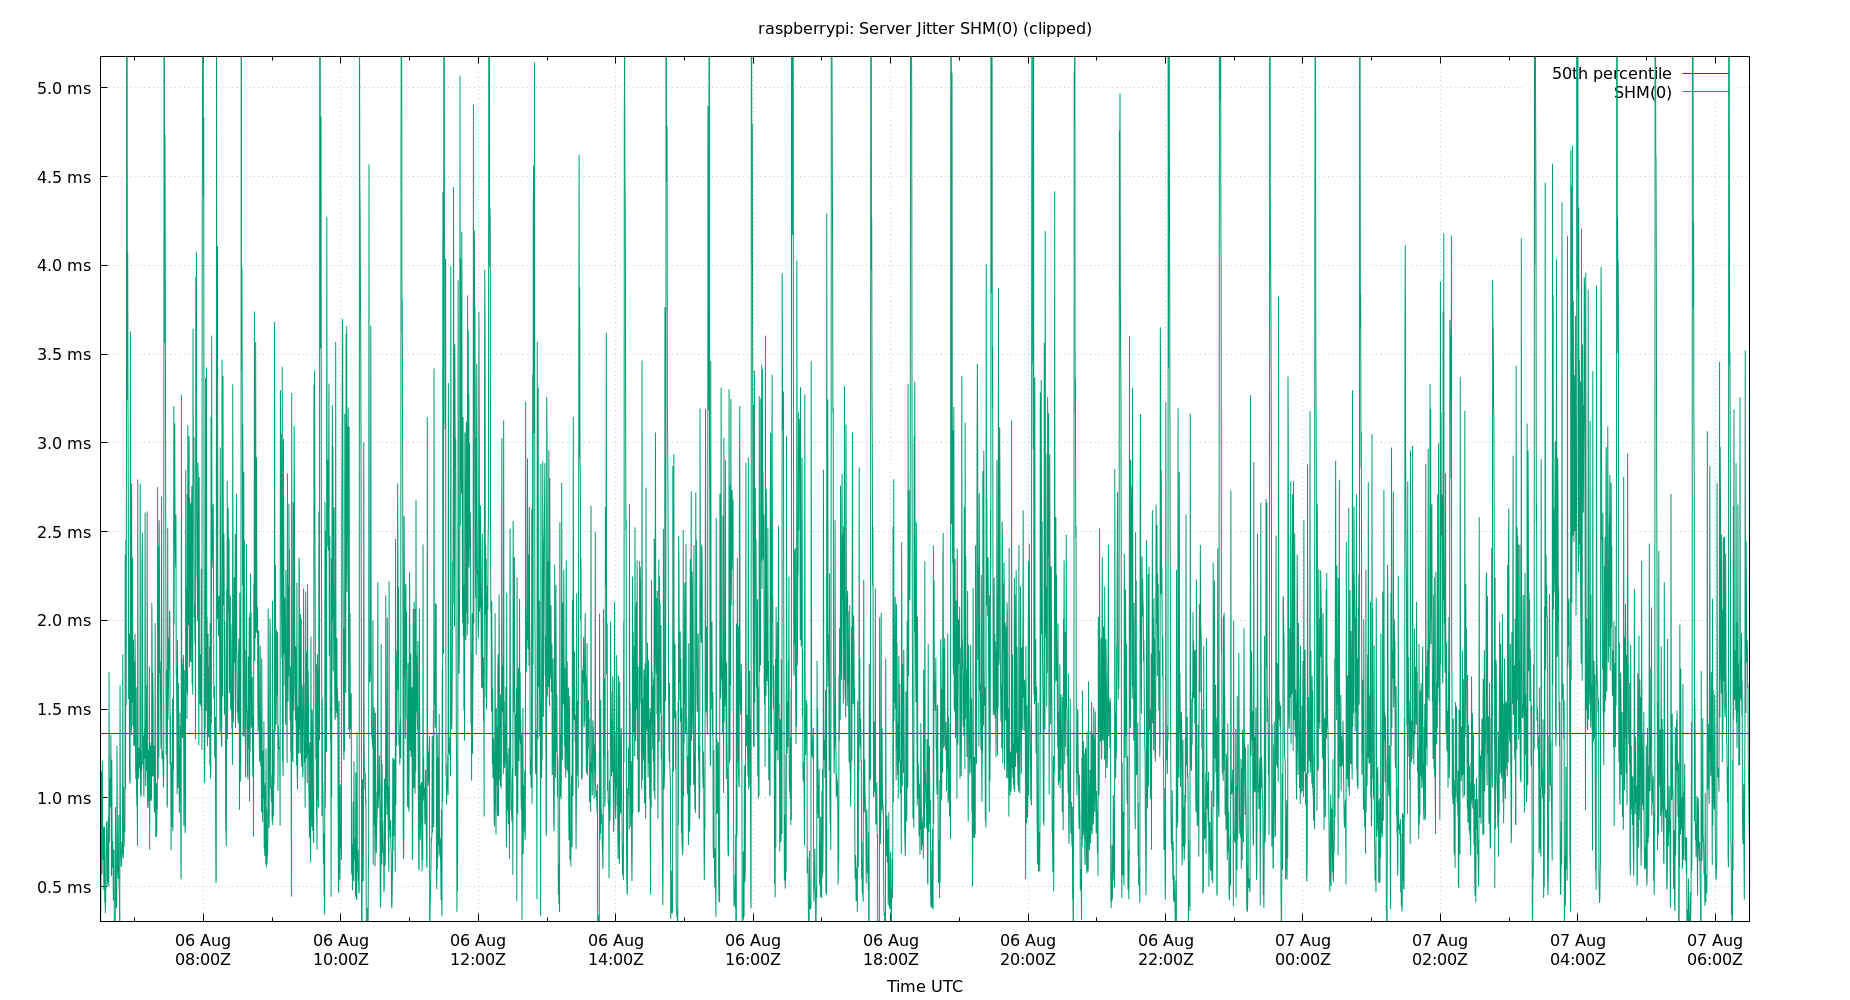 raspberrypi: Server Jitter SHM(0) (clipped)
50th percentile
SHM(0)
5.0 ms
4.5 ms
4.0 ms
3.5 ms
3.0 ms
2.5 ms
2.0 ms
1.5 ms
1.0 ms
0.5 ms
06 Aug 06 Aug 06 Aug 06 Aug 06 Aug 06 Aug 06 Aug 06 Aug 07 Aug 07 Aug 07 Aug 07 Aug
08:00Z 10:00Z 12:00Z 14:00Z 16:00Z 18:00Z 20:00Z 22:00Z 00:00Z 02:00Z 04:00Z 06:00Z
Time UTC